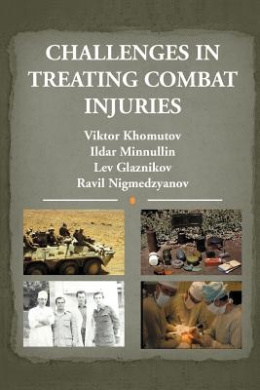 CHALLENGES IN
TREATING COMBAT
INJURIES
Viktor Khomutov
Ildar Minnullin
Lev Glaznikov
Ravil Nigmedzyanov